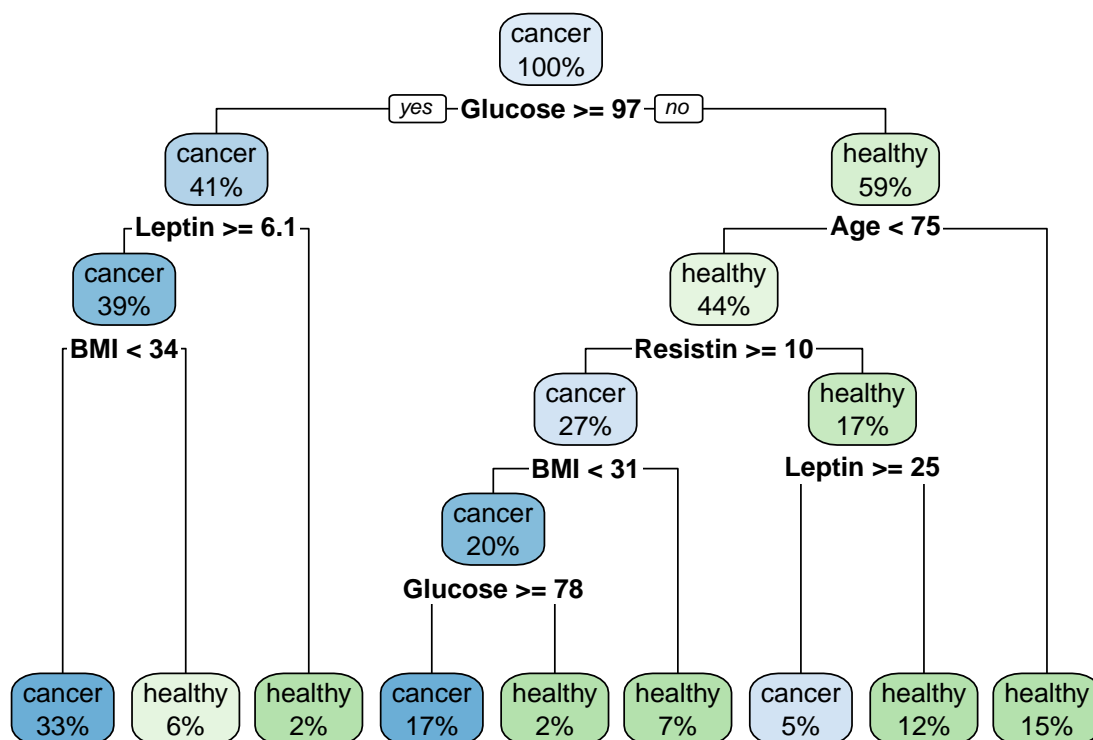 cancer
100%
yes Glucose >= 97 no
cancer healthy
41% 59%
Leptin >= 6.1 Age < 75
cancer healthy
39% 44%
BMI < 34 Resistin >= 10
cancer healthy
27% 17%
BMI < 31 Leptin >= 25
cancer
20%
Glucose >= 78
cancer healthy healthy cancer healthy healthy cancer healthy healthy
33% 6% 2% 17% 2% 7% 5% 12% 15%